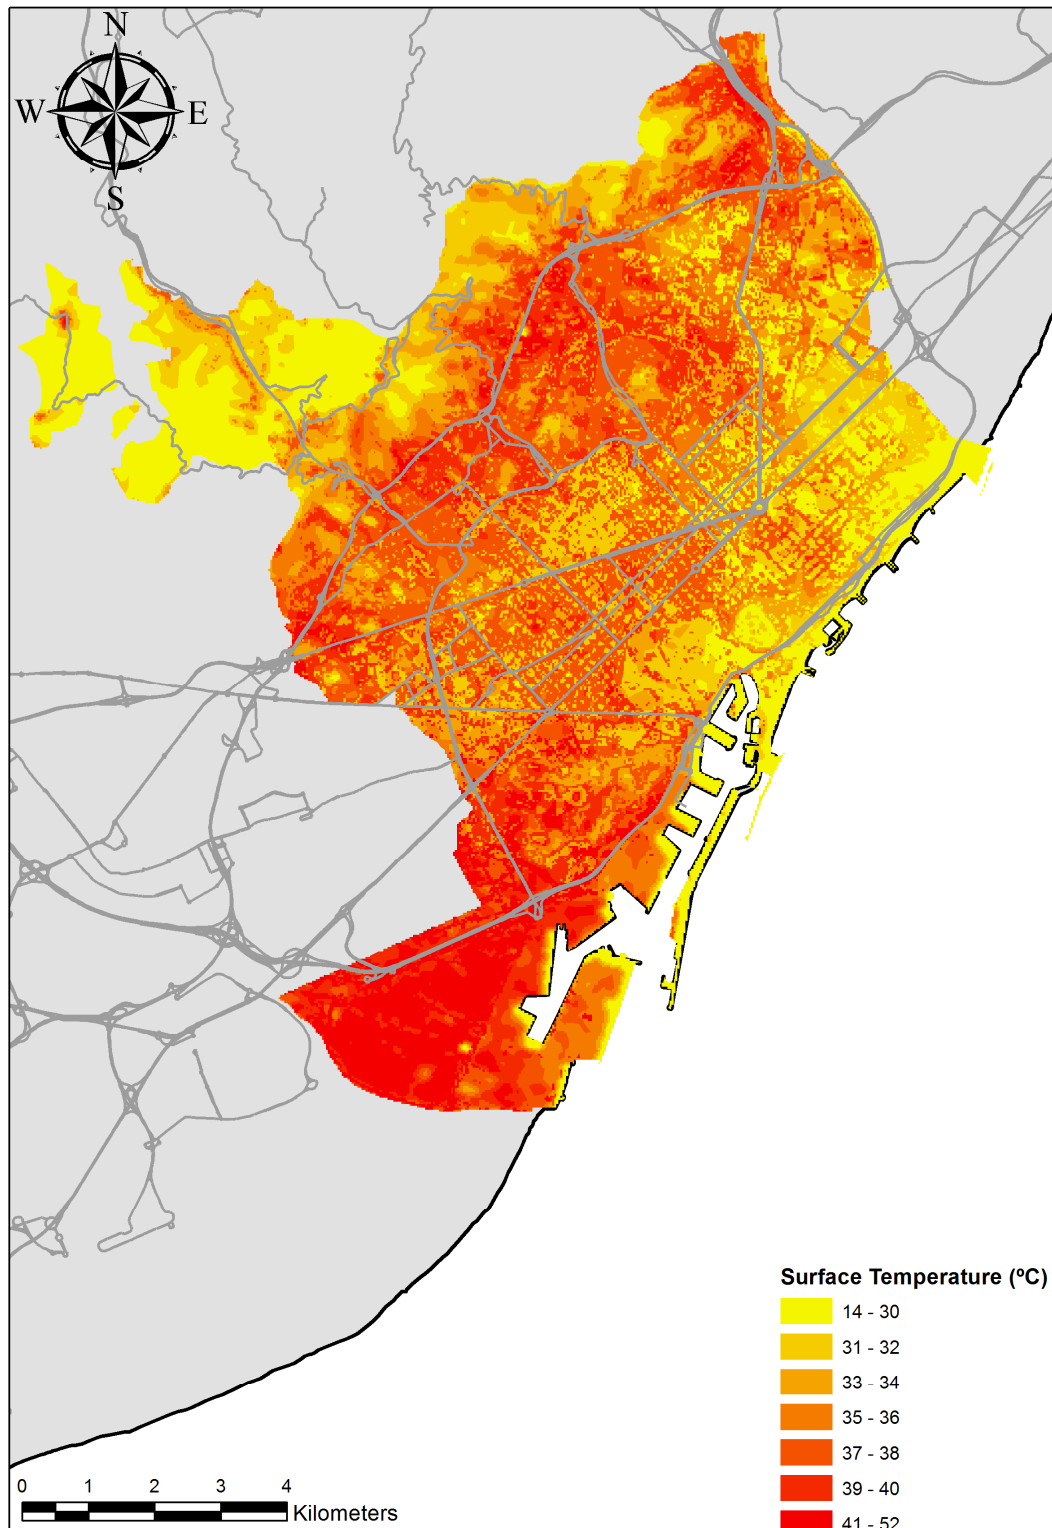 N
W E
S
Surface Temperature (ºC)
14 - 30
31 - 32
33 - 34
35 - 36
37 - 38
39 - 40
41 - 52
0 1 2 3 4
Kilometers